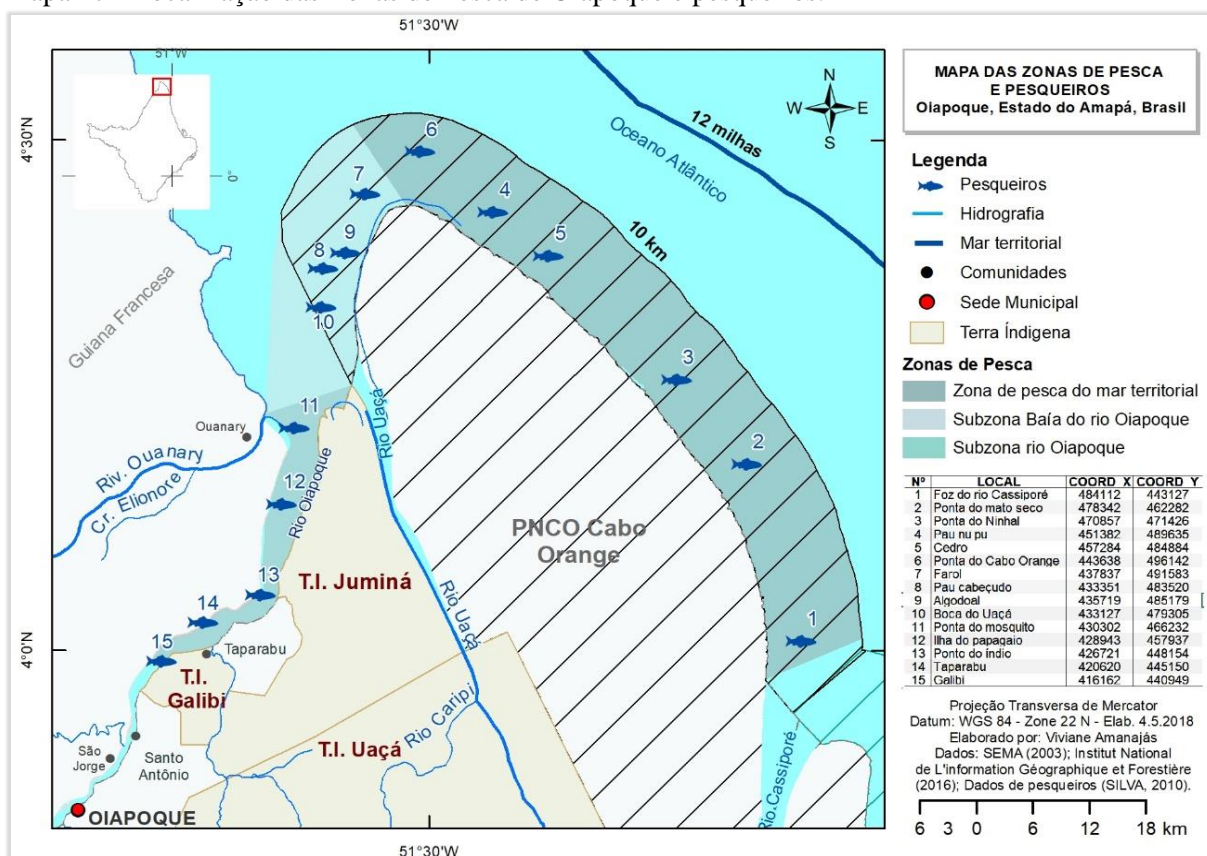 51°30'W
51°W
0°
4°30'N
4°0'N
Guiana Francesa
Oceano Atlântico
12 milhas
10 km
N
W
E
S
6
7
4
5
9
8
10
3
11
2
12
13
1
14
15
Ouanary
Riv. Ouanary
Cr. Elionore
Rio Oiapoque
Rio Uaçá
Rio Uaçá
PNCO Cabo
Orange
T.I. Juminá
Taparabu
T.I.
Galibi
T.I. Uaçá
Rio Caripi
Rio.Cassiporé
São
Jorge
Santo
Antônio
OIAPOQUE
51°30'W
MAPA DAS ZONAS DE PESCA
E PESQUEIROS
Oiapoque, Estado do Amapá, Brasil
Legenda
Pesqueiros
Hidrografia
Mar territorial
Comunidades
Sede Municipal
Terra Índigena
Zonas de Pesca
Zona de pesca do mar territorial
Subzona Baía do rio Oiapoque
Subzona rio Oiapoque
Nº LOCAL COORD_X COORD_Y
1 Foz do rio Cassiporé 484112 443127
2 Ponta do mato seco 478342 462282
3 Ponta do Ninhal 470857 471426
4 Pau nu pu 451382 489635
5 Cedro 457284 484884
6 Ponta do Cabo Orange 443638 496142
7 Farol 437837 491583
8 Pau cabeçudo 433351 483520
9 Algodoal 435719 485179
10 Boca do Uaçá 433127 479305
11 Ponta do mosquito 430302 466232
12 Ilha do papagaio 428943 457937
13 Ponto do índio 426721 448154
14 Taparabu 420620 445150
15 Galibi 416162 440949
Projeção Transversa de Mercator
Datum: WGS 84 - Zone 22 N - Elab. 4.5.2018
Elaborado por: Viviane Amanajás
Dados: SEMA (2003); Institut National
de L'information Géographique et Forestière
(2016); Dados de pesqueiros (SILVA, 2010).
6 3 0 6 12 18 km